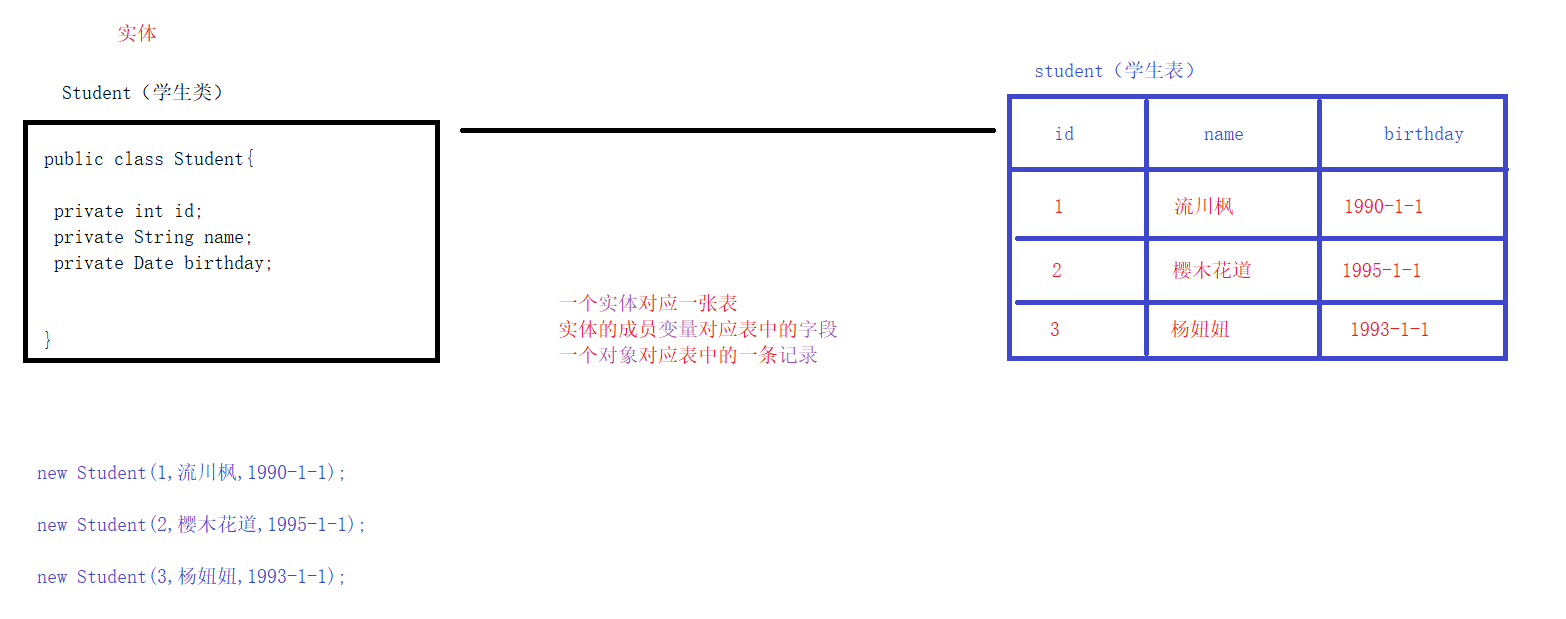 实体
Student（学生类）
public class Student{
private int id;
private String name;
private Date birthday;
}
一个实体对应一张表
实体的成员变量对应表中的字段
一个对象对应表中的一条记录
student（学生表）
id name birthday
1 流川枫 1990-1-1
2 樱木花道 1995-1-1
3 杨妞妞 1993-1-1
new Student(1,流川枫,1990-1-1);
new Student(2,樱木花道,1995-1-1);
new Student(3,杨妞妞,1993-1-1);